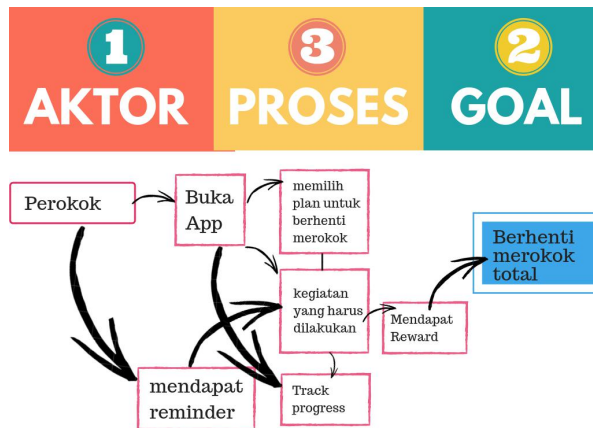 1
3
2
AKTOR
PROSES
GOAL
Perokok
Buka
App
memilih
plan untuk
berhenti
merokok
Berhenti
merokok
total
kegiatan
yang harus
dilakukan
Mendapat
Reward
mendapat
reminder
Track
progress